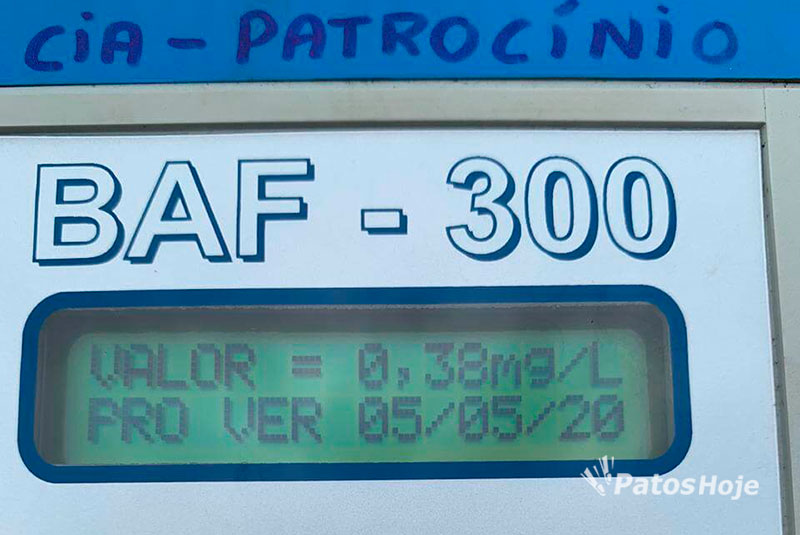 CiA - PATROCÍNIO
BAF - 300
VALOR = 0,38mg/L
PRO VER 05/05/20
PatosHoje